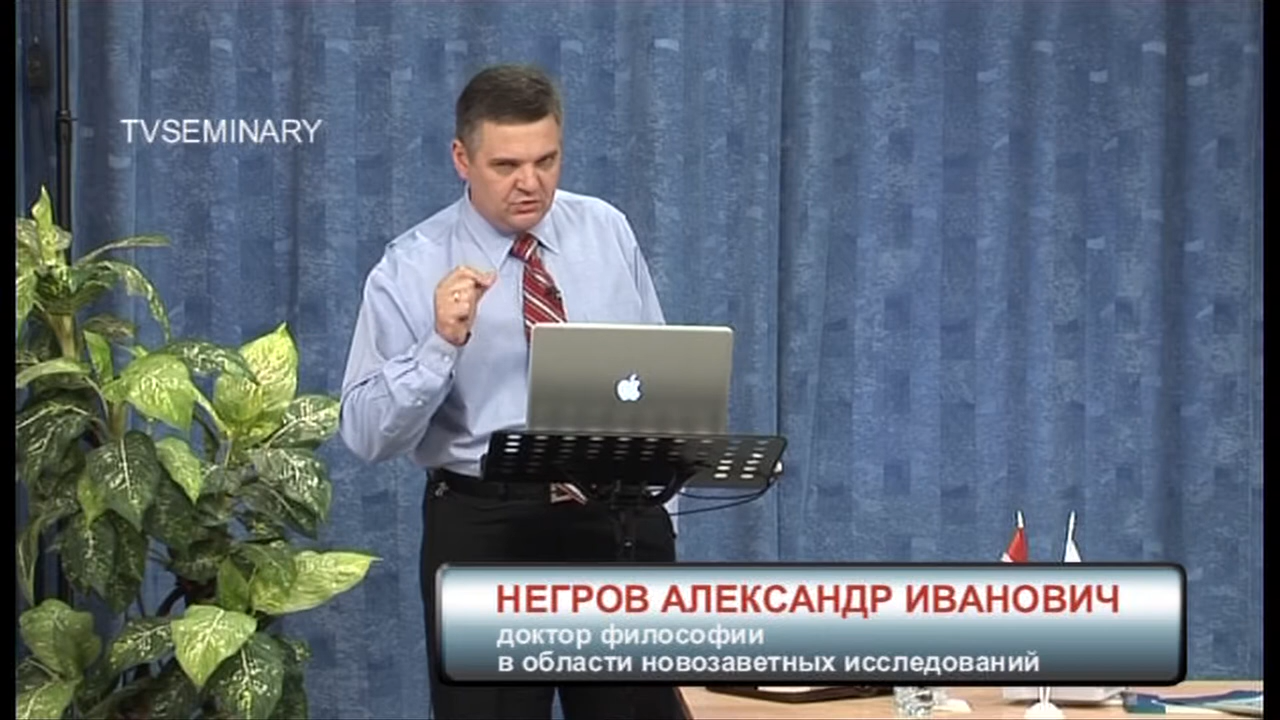 TVSEMINARY
НЕГРОВ АЛЕКСАНДР ИВАНОВИЧ
доктор философии
в области новозаветных исследований